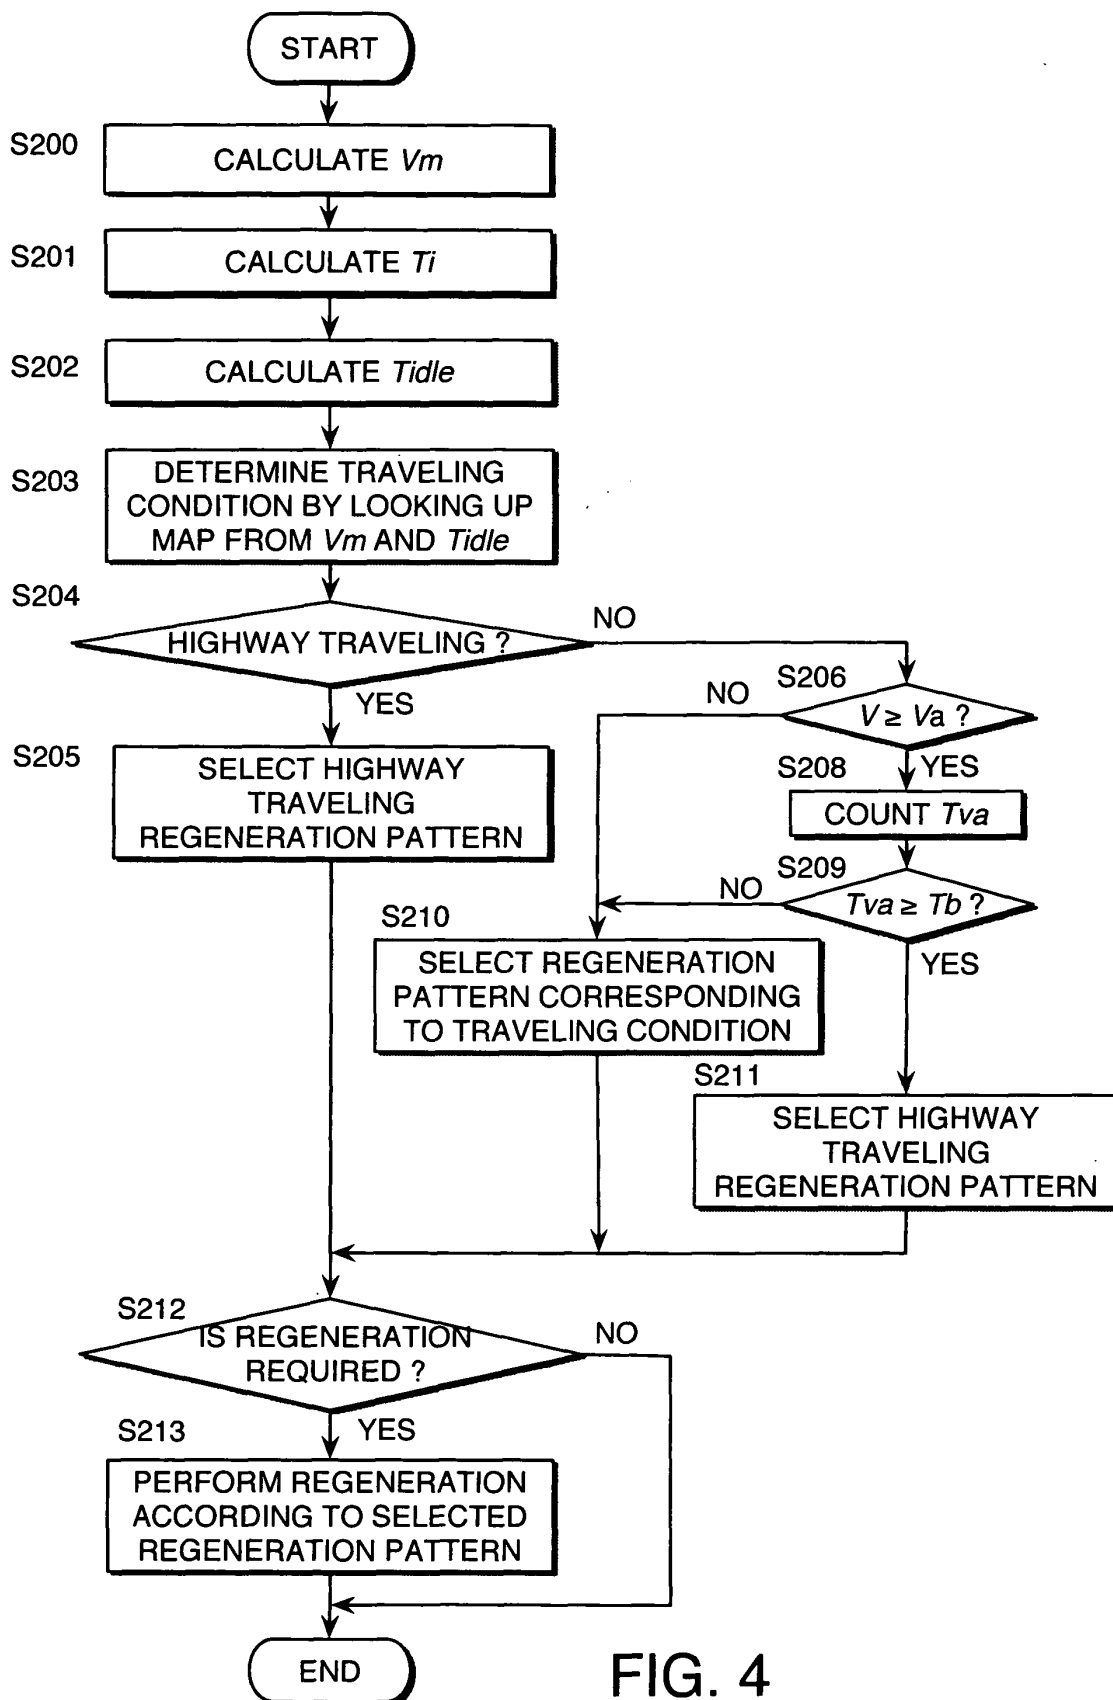 START
S200
CALCULATE Vm
S201
CALCULATE Ti
S202
CALCULATE Tidle
S203
DETERMINE TRAVELING
CONDITION BY LOOKING UP
MAP FROM Vm AND Tidle
S204
HIGHWAY TRAVELING ?
NO
YES
S205
SELECT HIGHWAY
TRAVELING
REGENERATION PATTERN
S206
V ≥ Va ?
NO
YES
S208
COUNT Tva
S209
Tva ≥ Tb ?
NO
YES
S210
SELECT REGENERATION
PATTERN CORRESPONDING
TO TRAVELING CONDITION
S211
SELECT HIGHWAY
TRAVELING
REGENERATION PATTERN
S212
IS REGENERATION
REQUIRED ?
NO
YES
S213
PERFORM REGENERATION
ACCORDING TO SELECTED
REGENERATION PATTERN
END
FIG. 4